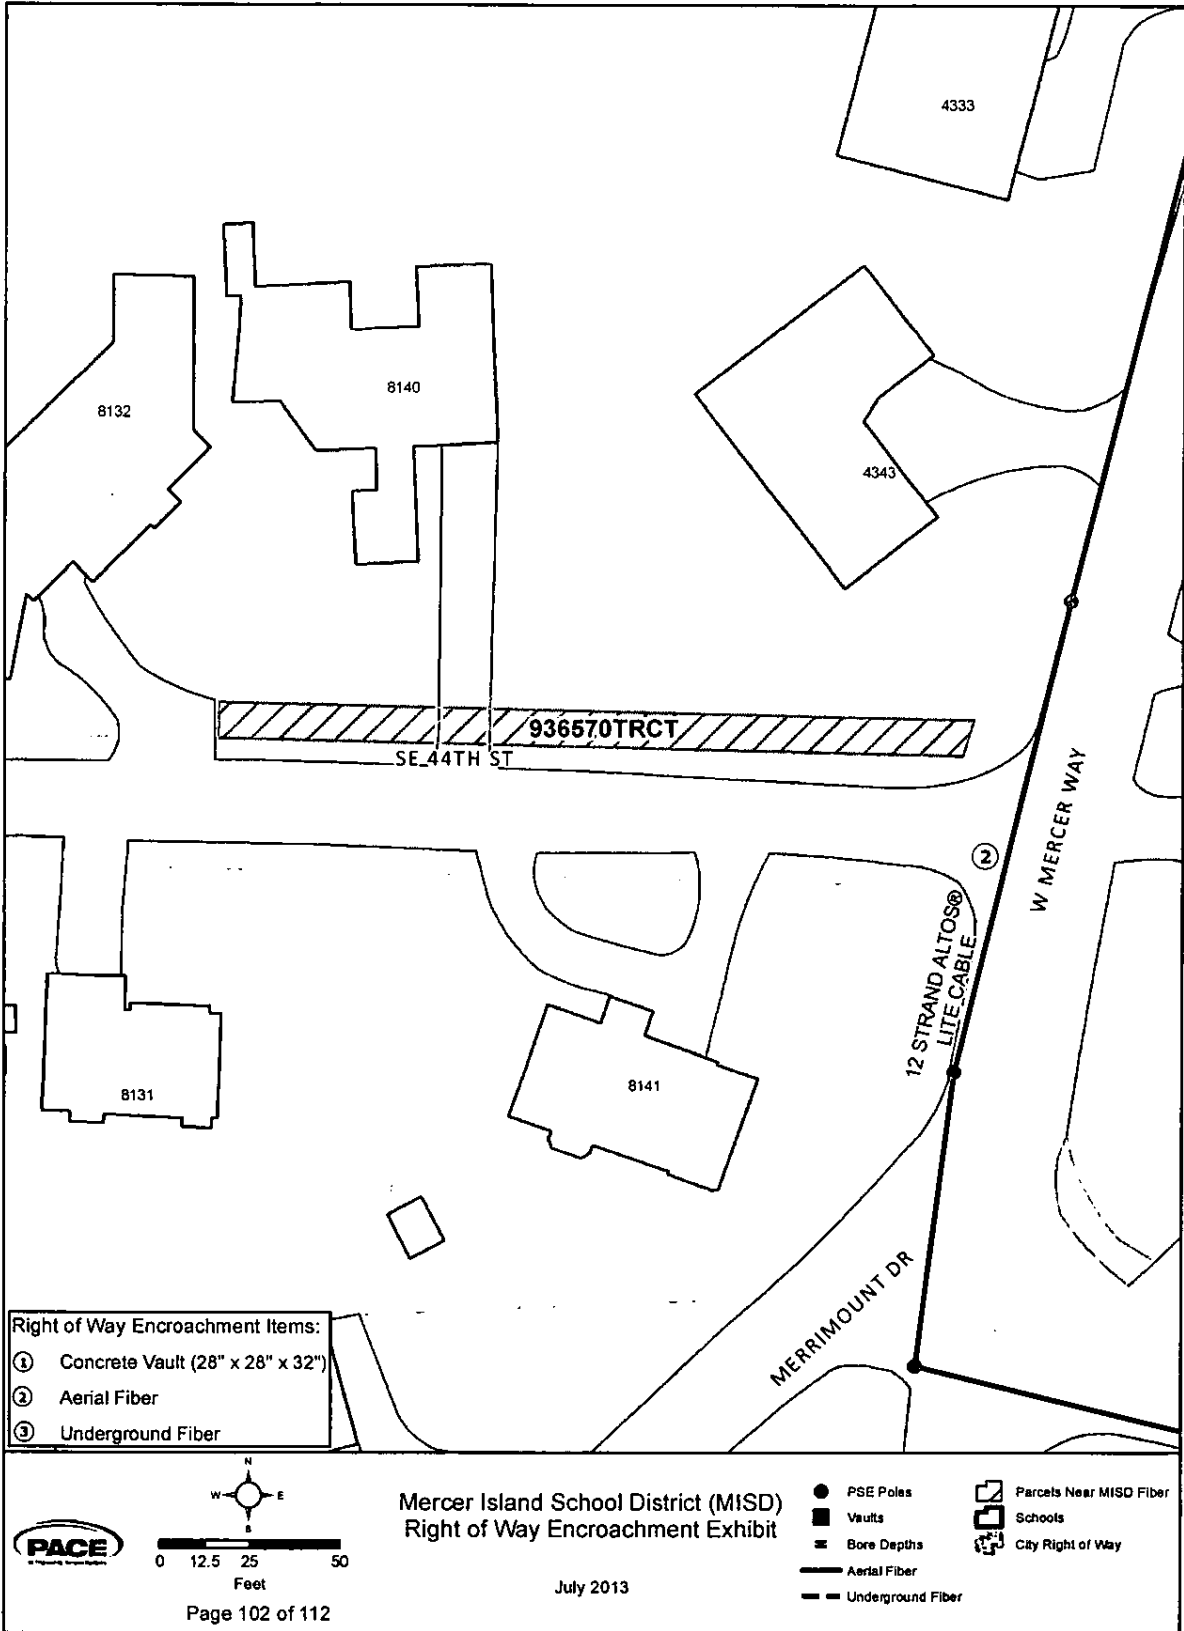 4333
8140
8132
4343
936570TRCT
SE 44TH ST
W MERCER WAY
2
12 STRAND ALTOS®
LITE CABLE
8131
8141
MERRIMOUNT DR
Right of Way Encroachment Items:
1 Concrete Vault (28" x 28" x 32")
2 Aerial Fiber
3 Underground Fiber
N
W E
S
PACE
0 12.5 25 50
Feet
Page 102 of 112
Mercer Island School District (MISD)
Right of Way Encroachment Exhibit
July 2013
PSE Poles
Vaults
Bore Depths
Aerial Fiber
Underground Fiber
Parcels Near MISD Fiber
Schools
City Right of Way